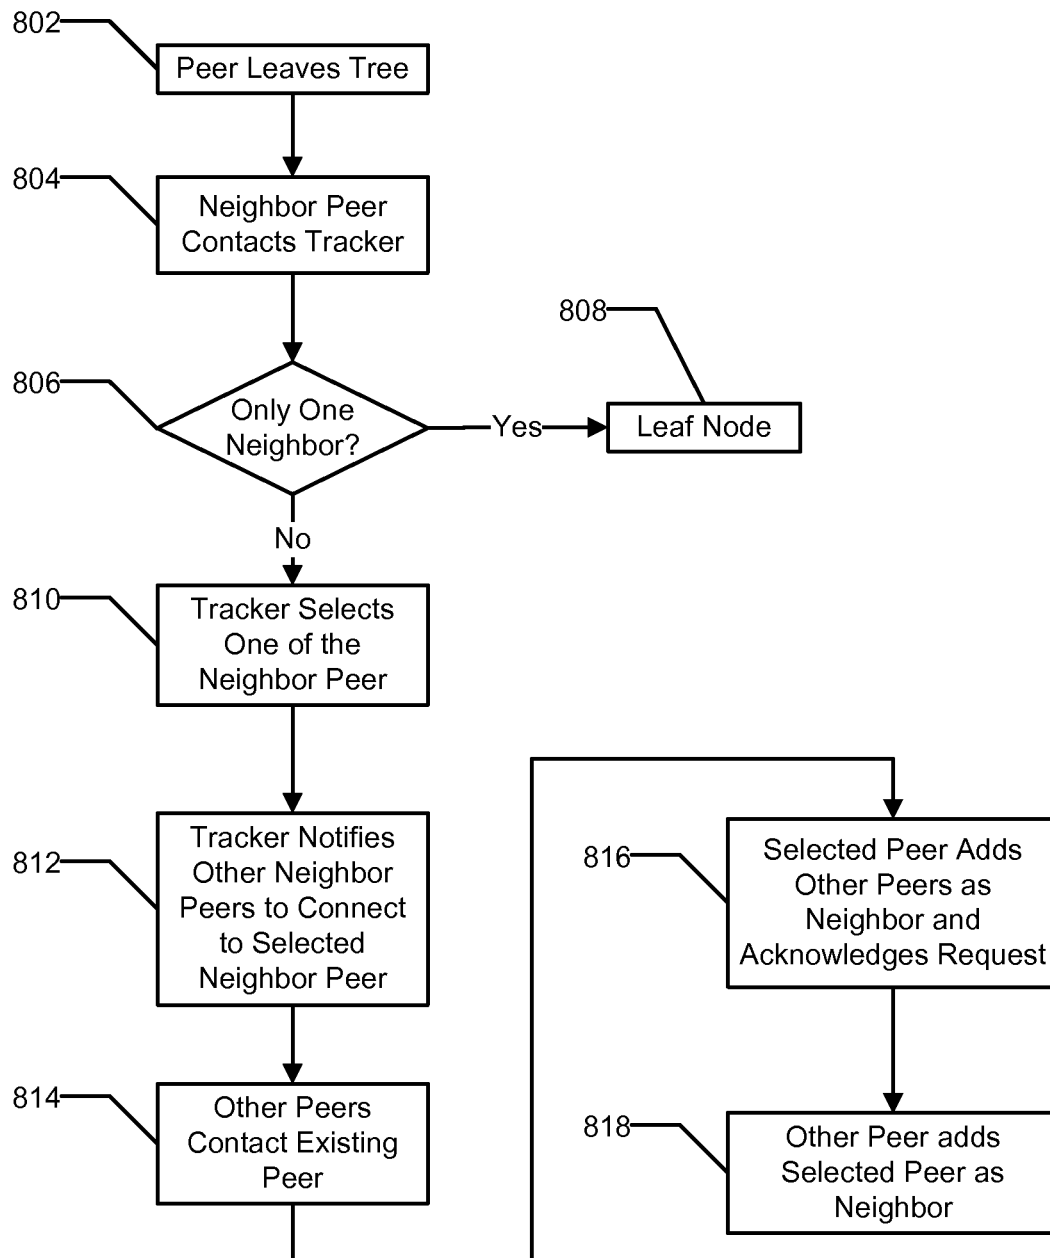 802
Peer Leaves Tree
804
Neighbor Peer
Contacts Tracker
806
Only One
Neighbor?
Yes
808
Leaf Node
No
810
Tracker Selects
One of the
Neighbor Peer
812
Tracker Notifies
Other Neighbor
Peers to Connect
to Selected
Neighbor Peer
814
Other Peers
Contact Existing
Peer
816
Selected Peer Adds
Other Peers as
Neighbor and
Acknowledges Request
818
Other Peer adds
Selected Peer as
Neighbor